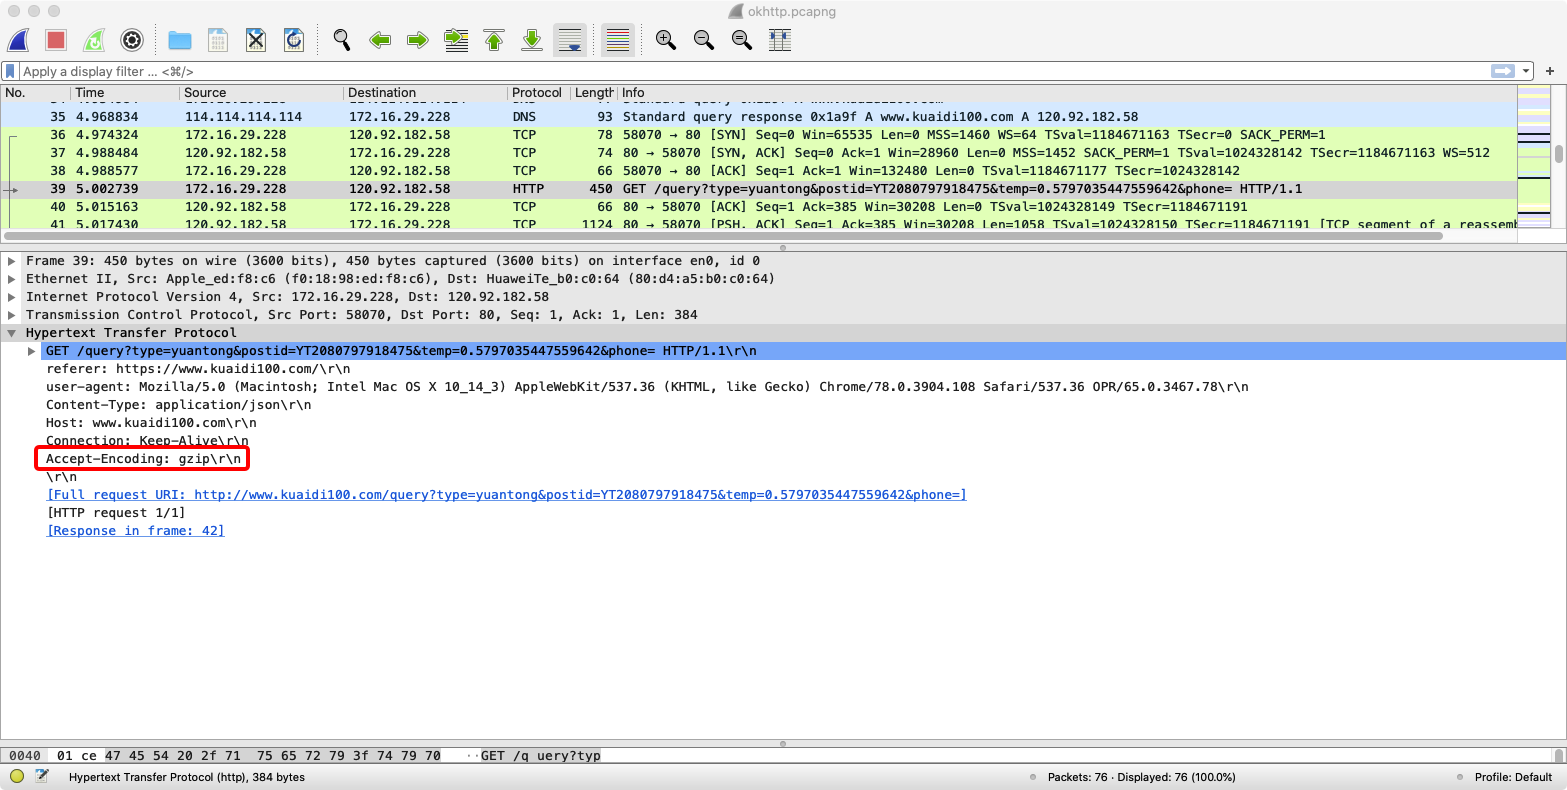 okhttp.pcapng
Apply a display filter … <⌘/>
No. Time Source Destination Protocol Length Info
35 4.968834 114.114.114.114 172.16.29.228 DNS 93 Standard query response 0x1a9f A www.kuaidi100.com A 120.92.182.58
36 4.974324 172.16.29.228 120.92.182.58 TCP 78 58070 → 80 [SYN] Seq=0 Win=65535 Len=0 MSS=1460 WS=64 TSval=1184671163 TSecr=0 SACK_PERM=1
37 4.988484 120.92.182.58 172.16.29.228 TCP 74 80 → 58070 [SYN, ACK] Seq=0 Ack=1 Win=28960 Len=0 MSS=1452 SACK_PERM=1 TSval=1024328142 TSecr=1184671163 WS=512
38 4.988577 172.16.29.228 120.92.182.58 TCP 66 58070 → 80 [ACK] Seq=1 Ack=1 Win=132480 Len=0 TSval=1184671177 TSecr=1024328142
39 5.002739 172.16.29.228 120.92.182.58 HTTP 450 GET /query?type=yuantong&postid=YT2080797918475&temp=0.5797035447559642&phone= HTTP/1.1
40 5.015163 120.92.182.58 172.16.29.228 TCP 66 80 → 58070 [ACK] Seq=1 Ack=385 Win=30208 Len=0 TSval=1024328149 TSecr=1184671191
41 5.017430 120.92.182.58 172.16.29.228 TCP 1124 80 → 58070 [PSH, ACK] Seq=1 Ack=385 Win=30208 Len=1058 TSval=1024328150 TSecr=1184671191 [TCP segment of a reassemb
Frame 39: 450 bytes on wire (3600 bits), 450 bytes captured (3600 bits) on interface en0, id 0
Ethernet II, Src: Apple_ed:f8:c6 (f0:18:98:ed:f8:c6), Dst: HuaweiTe_b0:c0:64 (80:d4:a5:b0:c0:64)
Internet Protocol Version 4, Src: 172.16.29.228, Dst: 120.92.182.58
Transmission Control Protocol, Src Port: 58070, Dst Port: 80, Seq: 1, Ack: 1, Len: 384
Hypertext Transfer Protocol
GET /query?type=yuantong&postid=YT2080797918475&temp=0.5797035447559642&phone= HTTP/1.1\r\n
referer: https://www.kuaidi100.com/\r\n
user-agent: Mozilla/5.0 (Macintosh; Intel Mac OS X 10_14_3) AppleWebKit/537.36 (KHTML, like Gecko) Chrome/78.0.3904.108 Safari/537.36 OPR/65.0.3467.78\r\n
Content-Type: application/json\r\n
Host: www.kuaidi100.com\r\n
Connection: Keep-Alive\r\n
Accept-Encoding: gzip\r\n
\r\n
[Full request URI: http://www.kuaidi100.com/query?type=yuantong&postid=YT2080797918475&temp=0.5797035447559642&phone=]
[HTTP request 1/1]
[Response in frame: 42]
0040 01 ce 47 45 54 20 2f 71 75 65 72 79 3f 74 79 70 ··GET /q uery?typ
Hypertext Transfer Protocol (http), 384 bytes
Packets: 76 · Displayed: 76 (100.0%)
Profile: Default